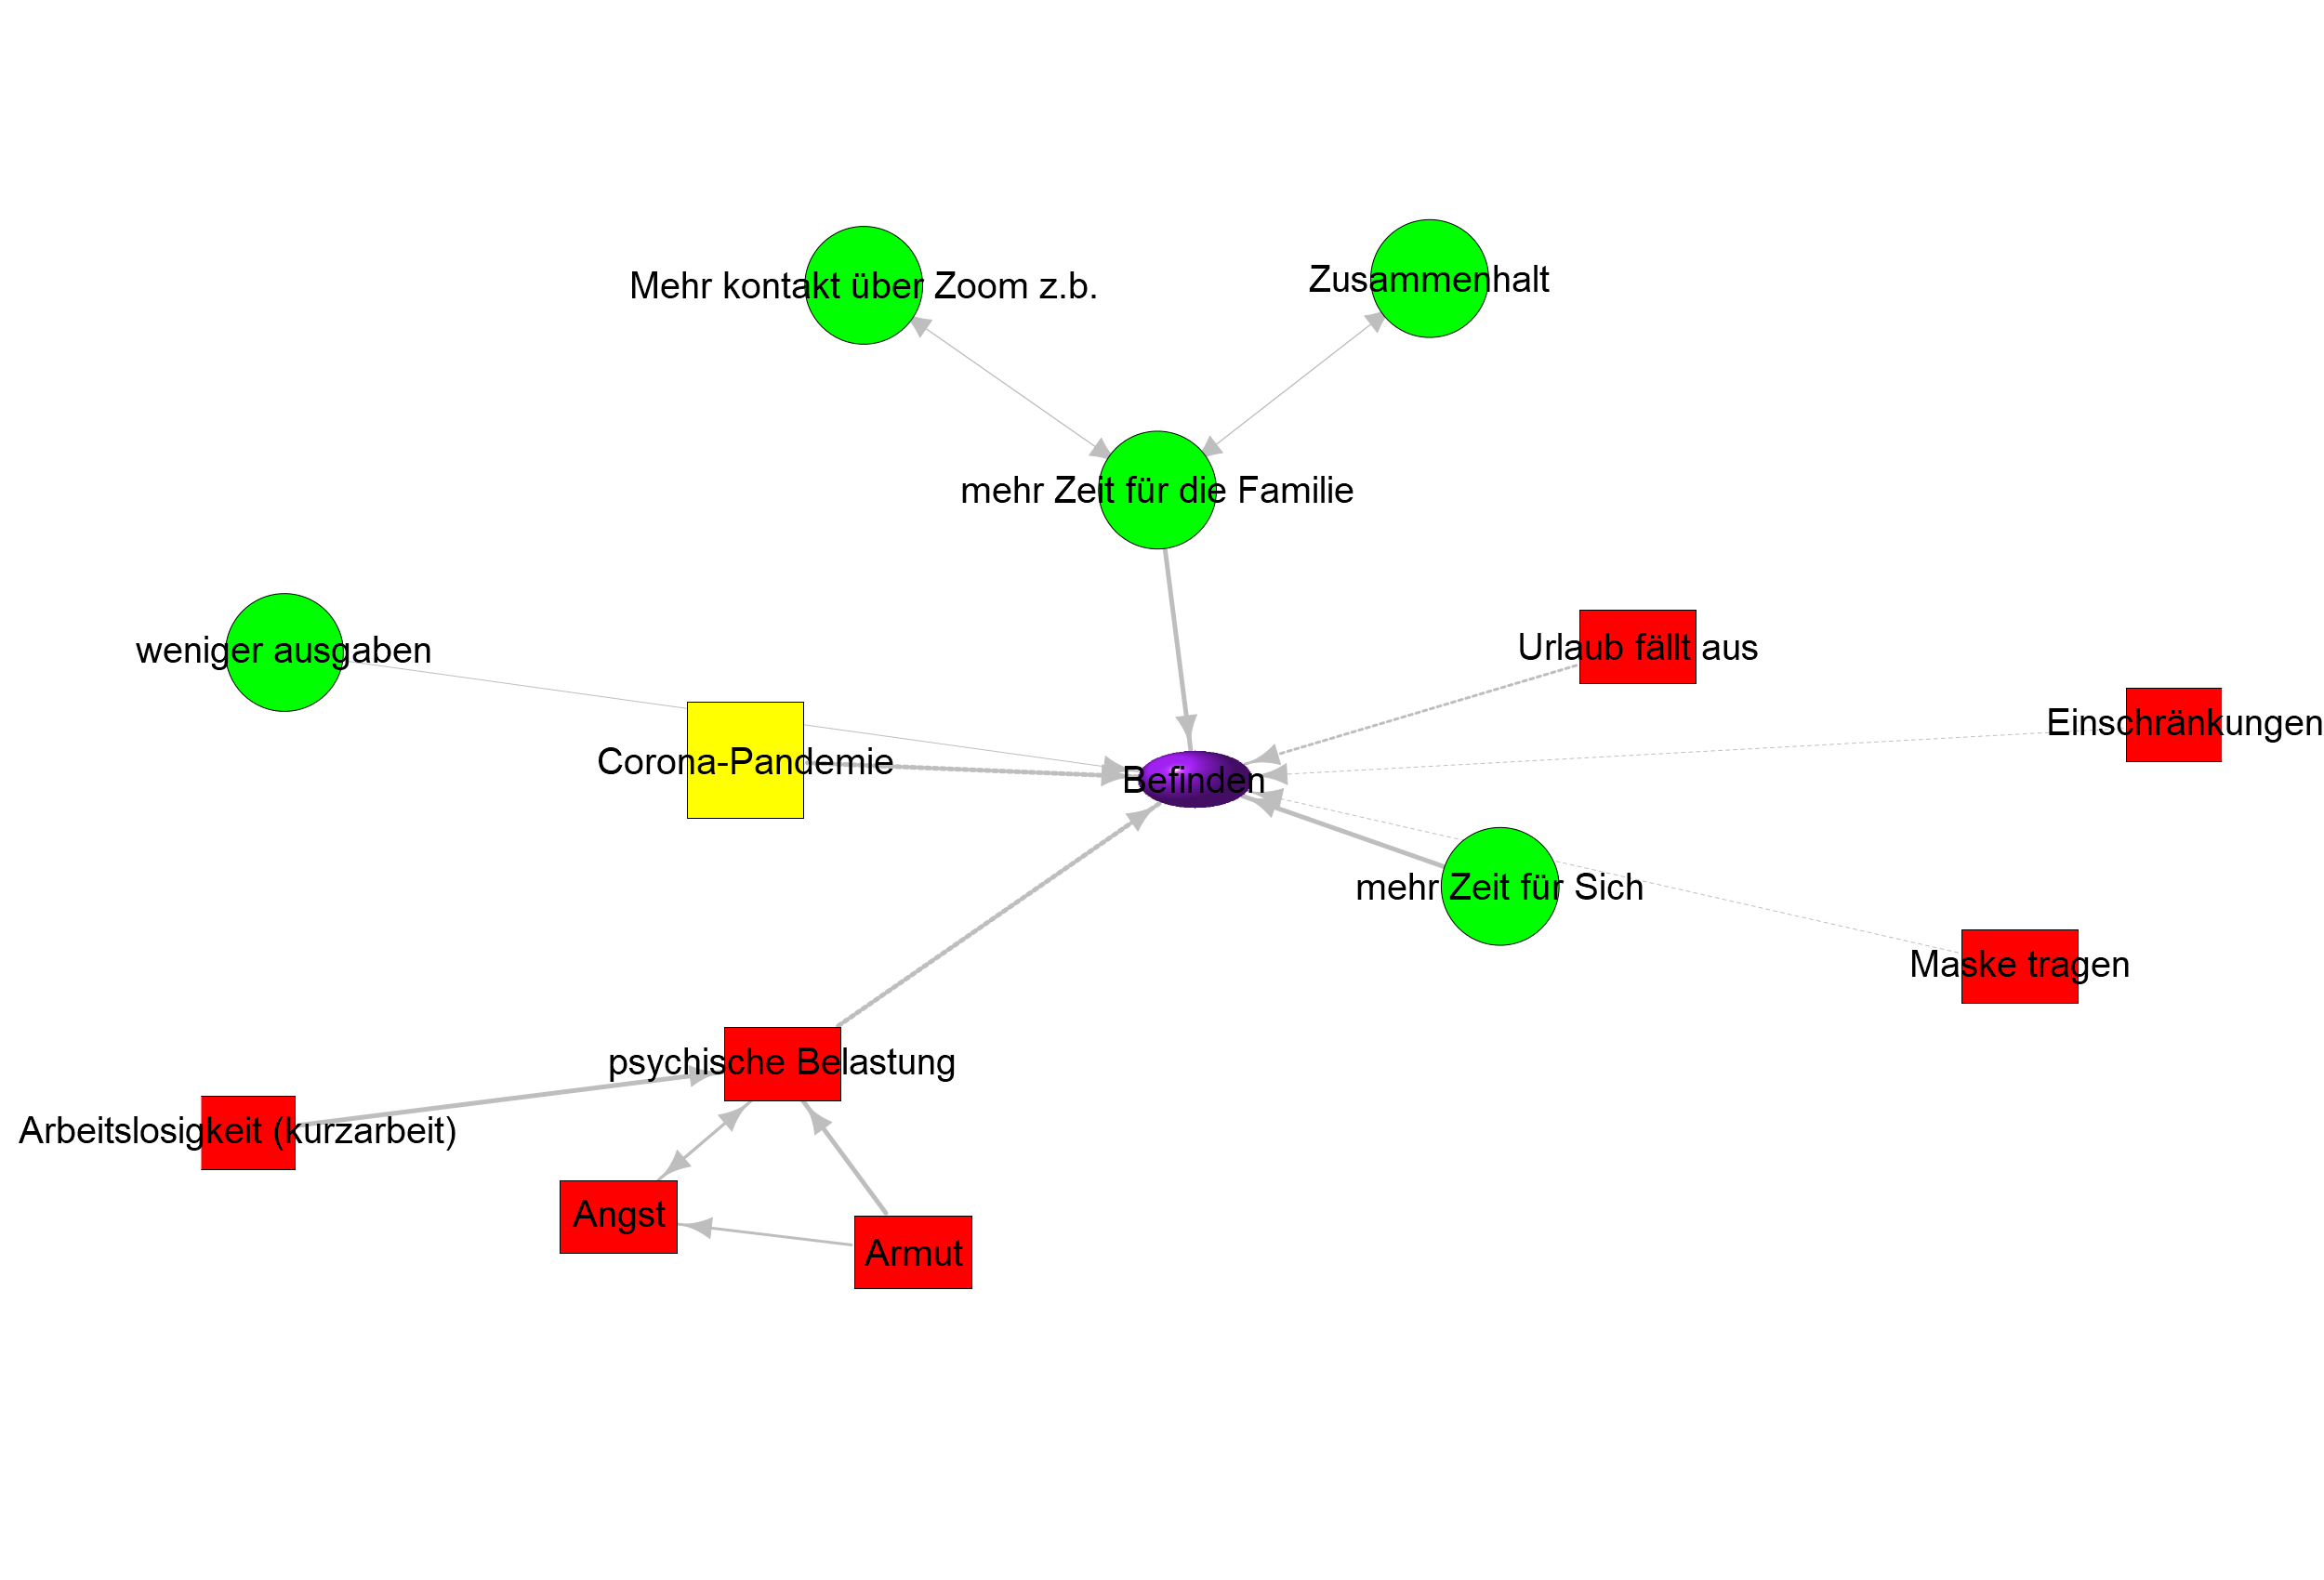 Zusammenhalt
Mehr kontakt über Zoom z.b.
mehr Zeit für die Familie
Urlaub fällt aus
weniger ausgaben
Einschränkungen
Corona-Pandemie
Befinden
mehr Zeit für Sich
Maske tragen
psychische Belastung
Arbeitslosigkeit (kurzarbeit)
Angst
Armut